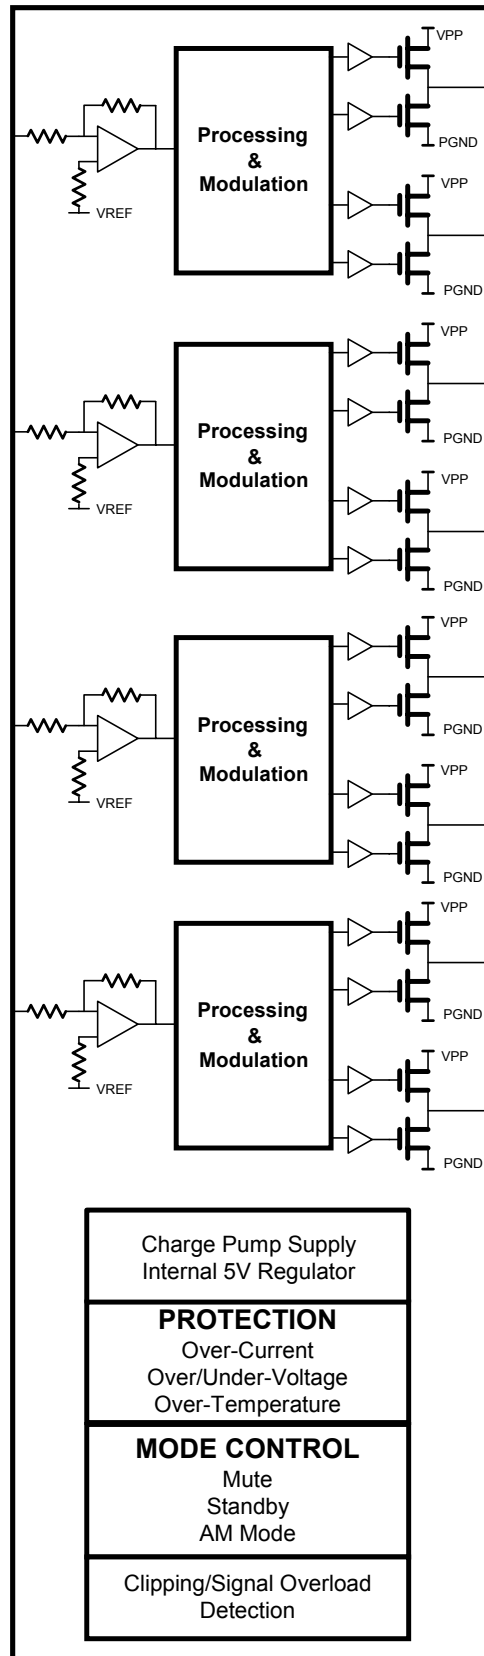 VPP
Processing
&
Modulation
PGND
VPP
VREF
PGND
VPP
Processing
&
Modulation
PGND
VPP
VREF
PGND
VPP
Processing
&
Modulation
PGND
VPP
VREF
PGND
VPP
Processing
&
Modulation
PGND
VPP
VREF
PGND
Charge Pump Supply
Internal 5V Regulator
PROTECTION
Over-Current
Over/Under-Voltage
Over-Temperature
MODE CONTROL
Mute
Standby
AM Mode
Clipping/Signal Overload
Detection